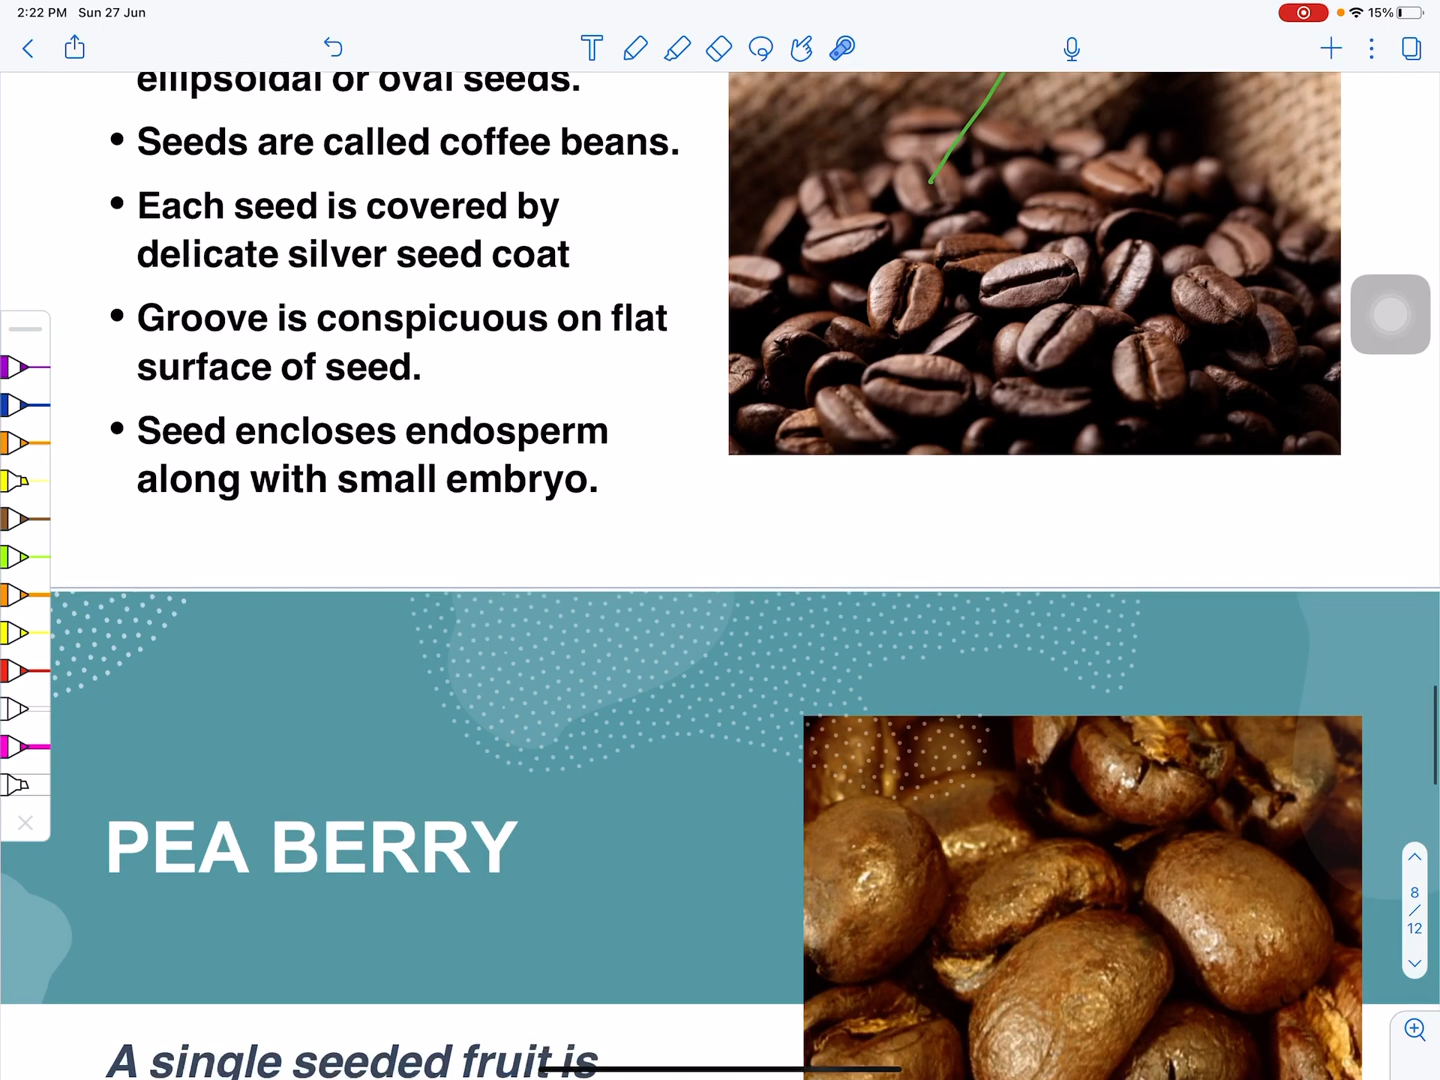 2:22 PM Sun 27 Jun
15%
T
ellipsoidal or oval seeds.
• Seeds are called coffee beans.
• Each seed is covered by
delicate silver seed coat
• Groove is conspicuous on flat
surface of seed.
• Seed encloses endosperm
along with small embryo.
PEA BERRY
8
/
12
A single seeded fruit is